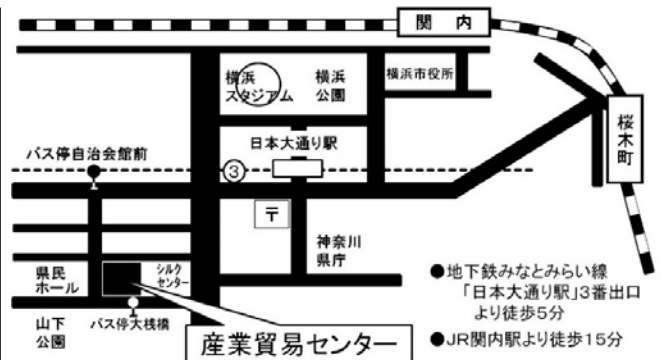 関 内
横浜
スタジアム
横浜
公園
横浜市役所
桜木町
日本大通り駅
バス停自治会館前
③
〒
神奈川
県庁
県民
ホール
シルク
センター
山下
公園
バス停大桟橋
産業貿易センター
●地下鉄みなとみらい線
「日本大通り駅」3番出口
より徒歩5分
●JR関内駅より徒歩15分